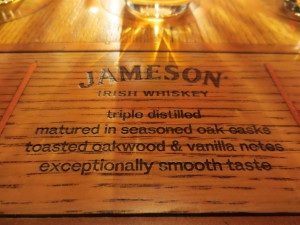 JAMESON
IRISH WHISKEY
triple distilled
matured in seasoned oak casks
toasted oakwood & vanilla notes
exceptionally smooth taste